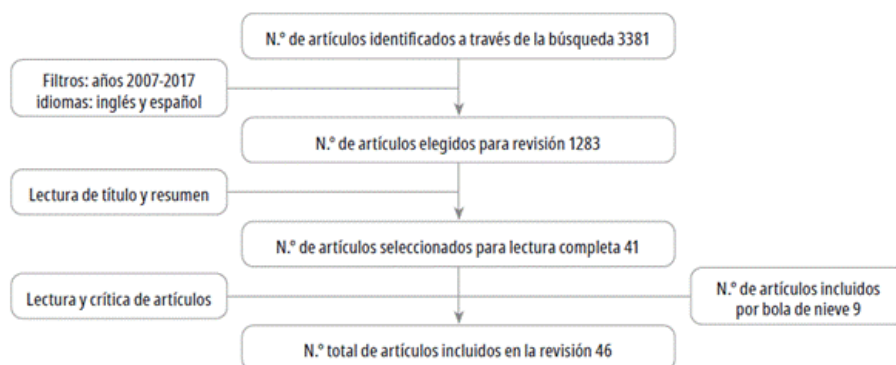 N.º de artículos identificados a través de la búsqueda 3381
Filtros: años 2007-2017
idiomas: inglés y español
N.º de artículos elegidos para revisión 1283
Lectura de título y resumen
N.º de artículos seleccionados para lectura completa 41
Lectura y crítica de artículos
N.º de artículos incluidos
por bola de nieve 9
N.º total de artículos incluidos en la revisión 46